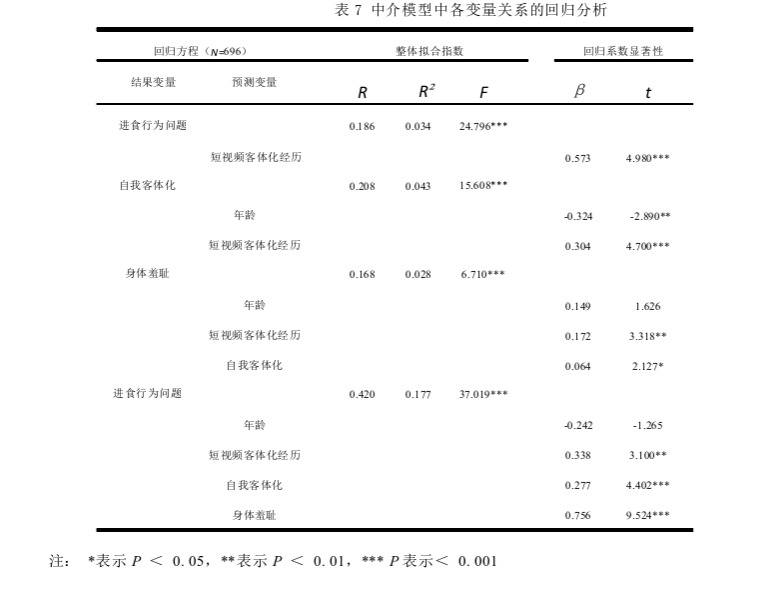 表 7 中介模型中各变量关系的回归分析
回归方程（N=696） 整体拟合指数 回归系数显著性
结果变量 预测变量 R R² F β t
进食行为问题 0.186 0.034 24.796***
短视频客体化经历 0.573 4.980***
自我客体化 0.208 0.043 15.608***
年龄 -0.324 -2.890**
短视频客体化经历 0.304 4.700***
身体羞耻 0.168 0.028 6.710***
年龄 0.149 1.626
短视频客体化经历 0.172 3.318**
自我客体化 0.064 2.127*
进食行为问题 0.420 0.177 37.019***
年龄 -0.242 -1.265
短视频客体化经历 0.338 3.100**
自我客体化 0.277 4.402***
身体羞耻 0.756 9.524***
注： *表示 P ＜ 0.05，**表示 P ＜ 0.01，*** P 表示＜ 0.001